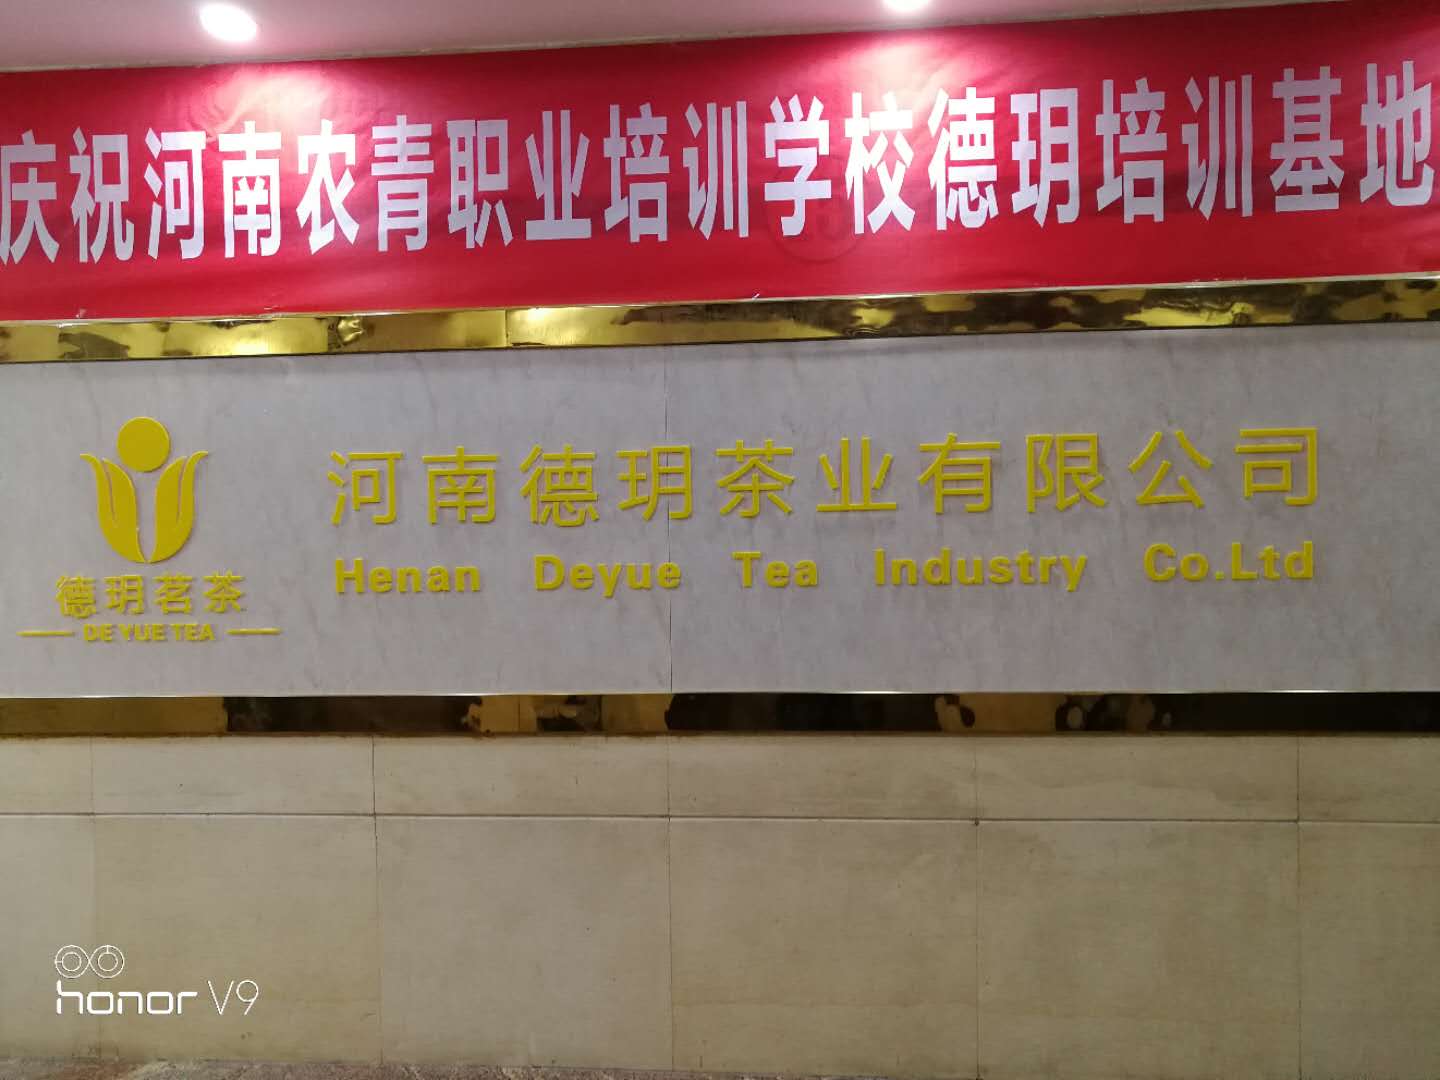 庆祝河南农青职业培训学校德玥培训基地
河南德玥茶业有限公司
Henan Deyue Tea Industry Co.Ltd
德玥茗茶
DE YUE TEA
honor V9